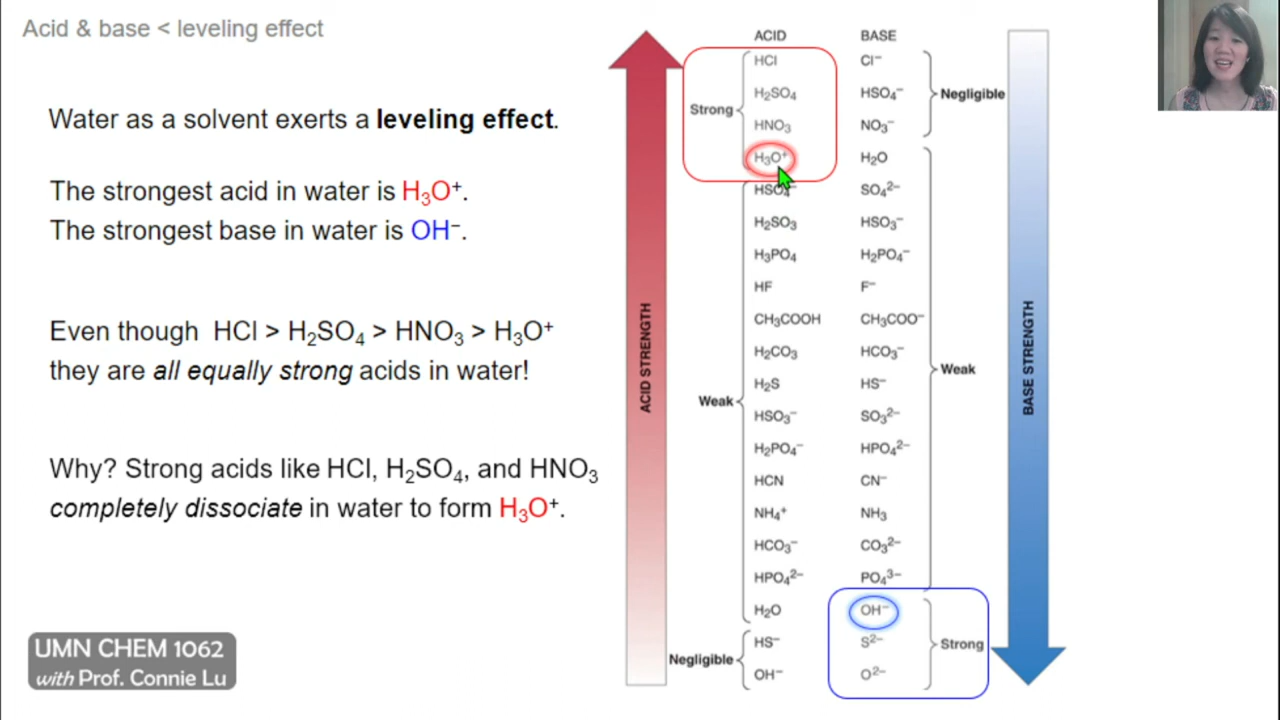 Acid & base < leveling effect
Water as a solvent exerts a leveling effect.
The strongest acid in water is H₃O⁺.
The strongest base in water is OH⁻.
Even though HCl > H₂SO₄ > HNO₃ > H₃O⁺
they are all equally strong acids in water!
Why? Strong acids like HCl, H₂SO₄, and HNO₃
completely dissociate in water to form H₃O⁺.
UMN CHEM 1062
with Prof. Connie Lu
ACID STRENGTH
ACID BASE
HCl Cl⁻
H₂SO₄ HSO₄⁻ Negligible
Strong HNO₃ NO₃⁻
H₃O⁺ H₂O
HSO₄⁻ SO₄²⁻
H₂SO₃ HSO₃⁻
H₃PO₄ H₂PO₄⁻
HF F⁻
CH₃COOH CH₃COO⁻
H₂CO₃ HCO₃⁻
Weak
H₂S HS⁻
Weak HSO₃⁻ SO₃²⁻
H₂PO₄⁻ HPO₄²⁻
HCN CN⁻
NH₄⁺ NH₃
HCO₃⁻ CO₃²⁻
HPO₄²⁻ PO₄³⁻
H₂O OH⁻
HS⁻ S²⁻ Strong
Negligible
OH⁻ O²⁻
BASE STRENGTH